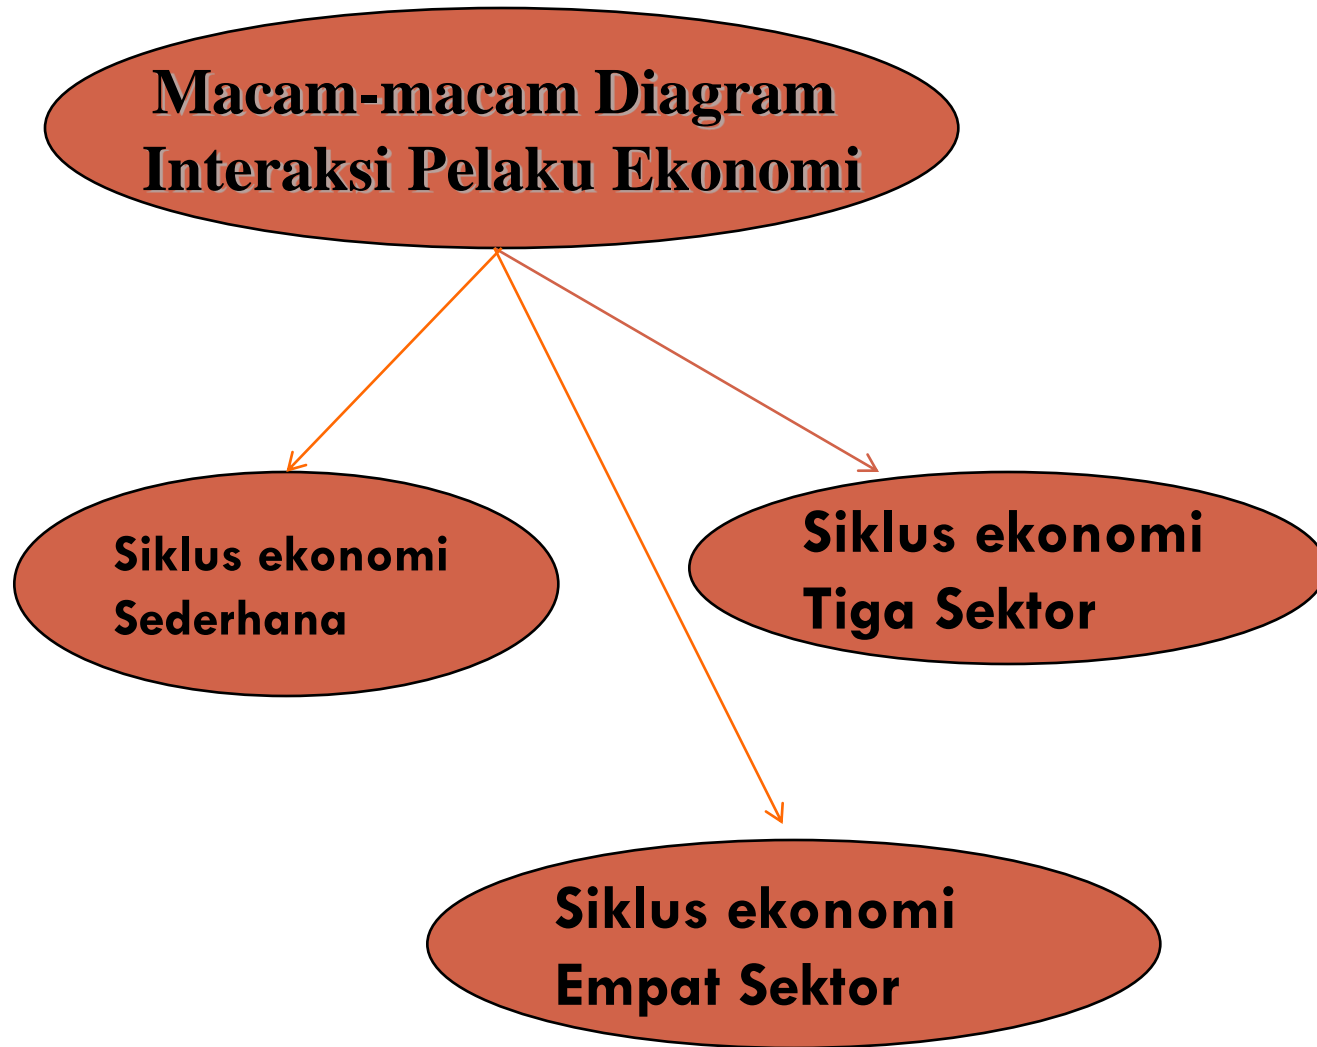 Macam-macam Diagram
Interaksi Pelaku Ekonomi
Siklus ekonomi
Sederhana
Siklus ekonomi
Tiga Sektor
Siklus ekonomi
Empat Sektor